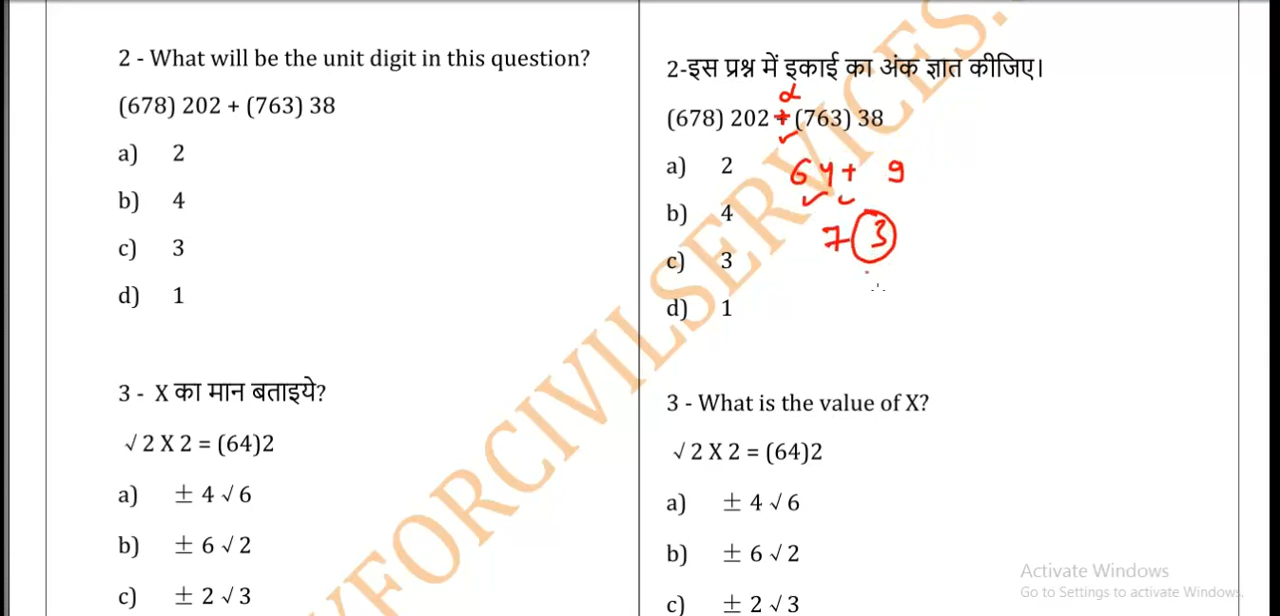 2 - What will be the unit digit in this question?
(678) 202 + (763) 38
a) 2
b) 4
c) 3
d) 1
3 - X का मान बताइये?
√ 2 X 2 = (64)2
a) ± 4 √ 6
b) ± 6 √ 2
c) ± 2 √ 3
2-इस प्रश्न में इकाई का अंक ज्ञात कीजिए।
(678) 202 + (763) 38
a) 2
b) 4
c) 3
d) 1
64 + 9
73
3 - What is the value of X?
√ 2 X 2 = (64)2
a) ± 4 √ 6
b) ± 6 √ 2
c) ± 2 √ 3
YFORCIVILSERVICES.
Activate Windows
Go to Settings to activate Windows.